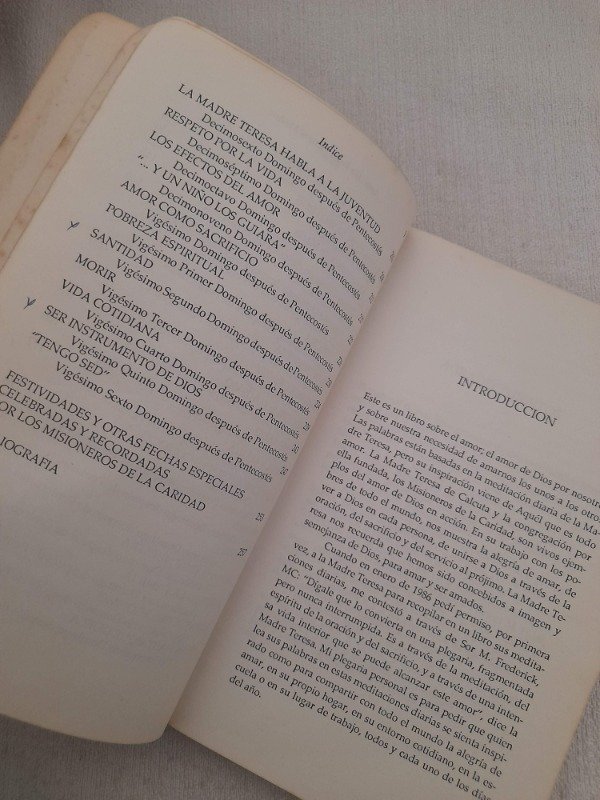 Indice
LA MADRE TERESA HABLA A LA JUVENTUD
Decimosexto Domingo después de Pentecostés
RESPETO POR LA VIDA
Decimoséptimo Domingo después de Pentecostés
LOS EFECTOS DEL AMOR
Decimoctavo Domingo después de Pentecostés
"... Y UN NIÑO LOS GUIARA"
Decimonoveno Domingo después de Pentecostés
AMOR COMO SACRIFICIO
Vigésimo Domingo después de Pentecostés
POBREZA ESPIRITUAL
Vigésimo Primer Domingo después de Pentecostés
SANTIDAD
Vigésimo Segundo Domingo después de Pentecostés
MORIR
Vigésimo Tercer Domingo después de Pentecostés
VIDA COTIDIANA
Vigésimo Cuarto Domingo después de Pentecostés
SER INSTRUMENTO DE DIOS
Vigésimo Quinto Domingo después de Pentecostés
"TENGO SED"
Vigésimo Sexto Domingo después de Pentecostés
FESTIVIDADES Y OTRAS FECHAS ESPECIALES
CELEBRADAS Y RECORDADAS
OR LOS MISIONEROS DE LA CARIDAD
IOGRAFIA
INTRODUCCION
Este es un libro sobre el amor, el amor de Dios por nosotros
y sobre nuestra necesidad de amarnos los unos a los otros.
Las palabras están basadas en la meditación diaria de la Ma-
dre Teresa, pero su inspiración viene de Aquél que es todo
amor. La Madre Teresa de Calcuta y la congregación por
ella fundada, los Misioneros de la Caridad, son vivos ejem-
plos del amor de Dios en acción. En su trabajo con los po-
bres de todo el mundo, nos muestra la alegría de amar, de
ver a Dios en cada persona, de unirse a Dios a través de la
oración, del sacrificio y del servicio al prójimo. La Madre Te-
resa nos recuerda que hemos sido concebidos a imagen y
semejanza de Dios, para amar y ser amados.
Cuando en enero de 1986 pedí permiso, por primera
vez, a la Madre Teresa para recopilar en un libro sus medita-
ciones diarias, me contestó a través de Sor M. Frederick,
MC: "Dígale que lo convierta en una plegaria, fragmentada
pero nunca interrumpida. Es a través de la meditación, del
espíritu de la oración y del sacrificio, y a través de una inten-
sa vida interior que se puede alcanzar este amor", dice la
Madre Teresa. Mi plegaria personal es para pedir que quien
lea sus palabras en estas meditaciones diarias se sienta inspi-
rado como para compartir con todo el mundo la alegría de
amar, en su propio hogar, en su entorno cotidiano, en la es-
cuela o en su lugar de trabajo, todos y cada uno de los días
del año.